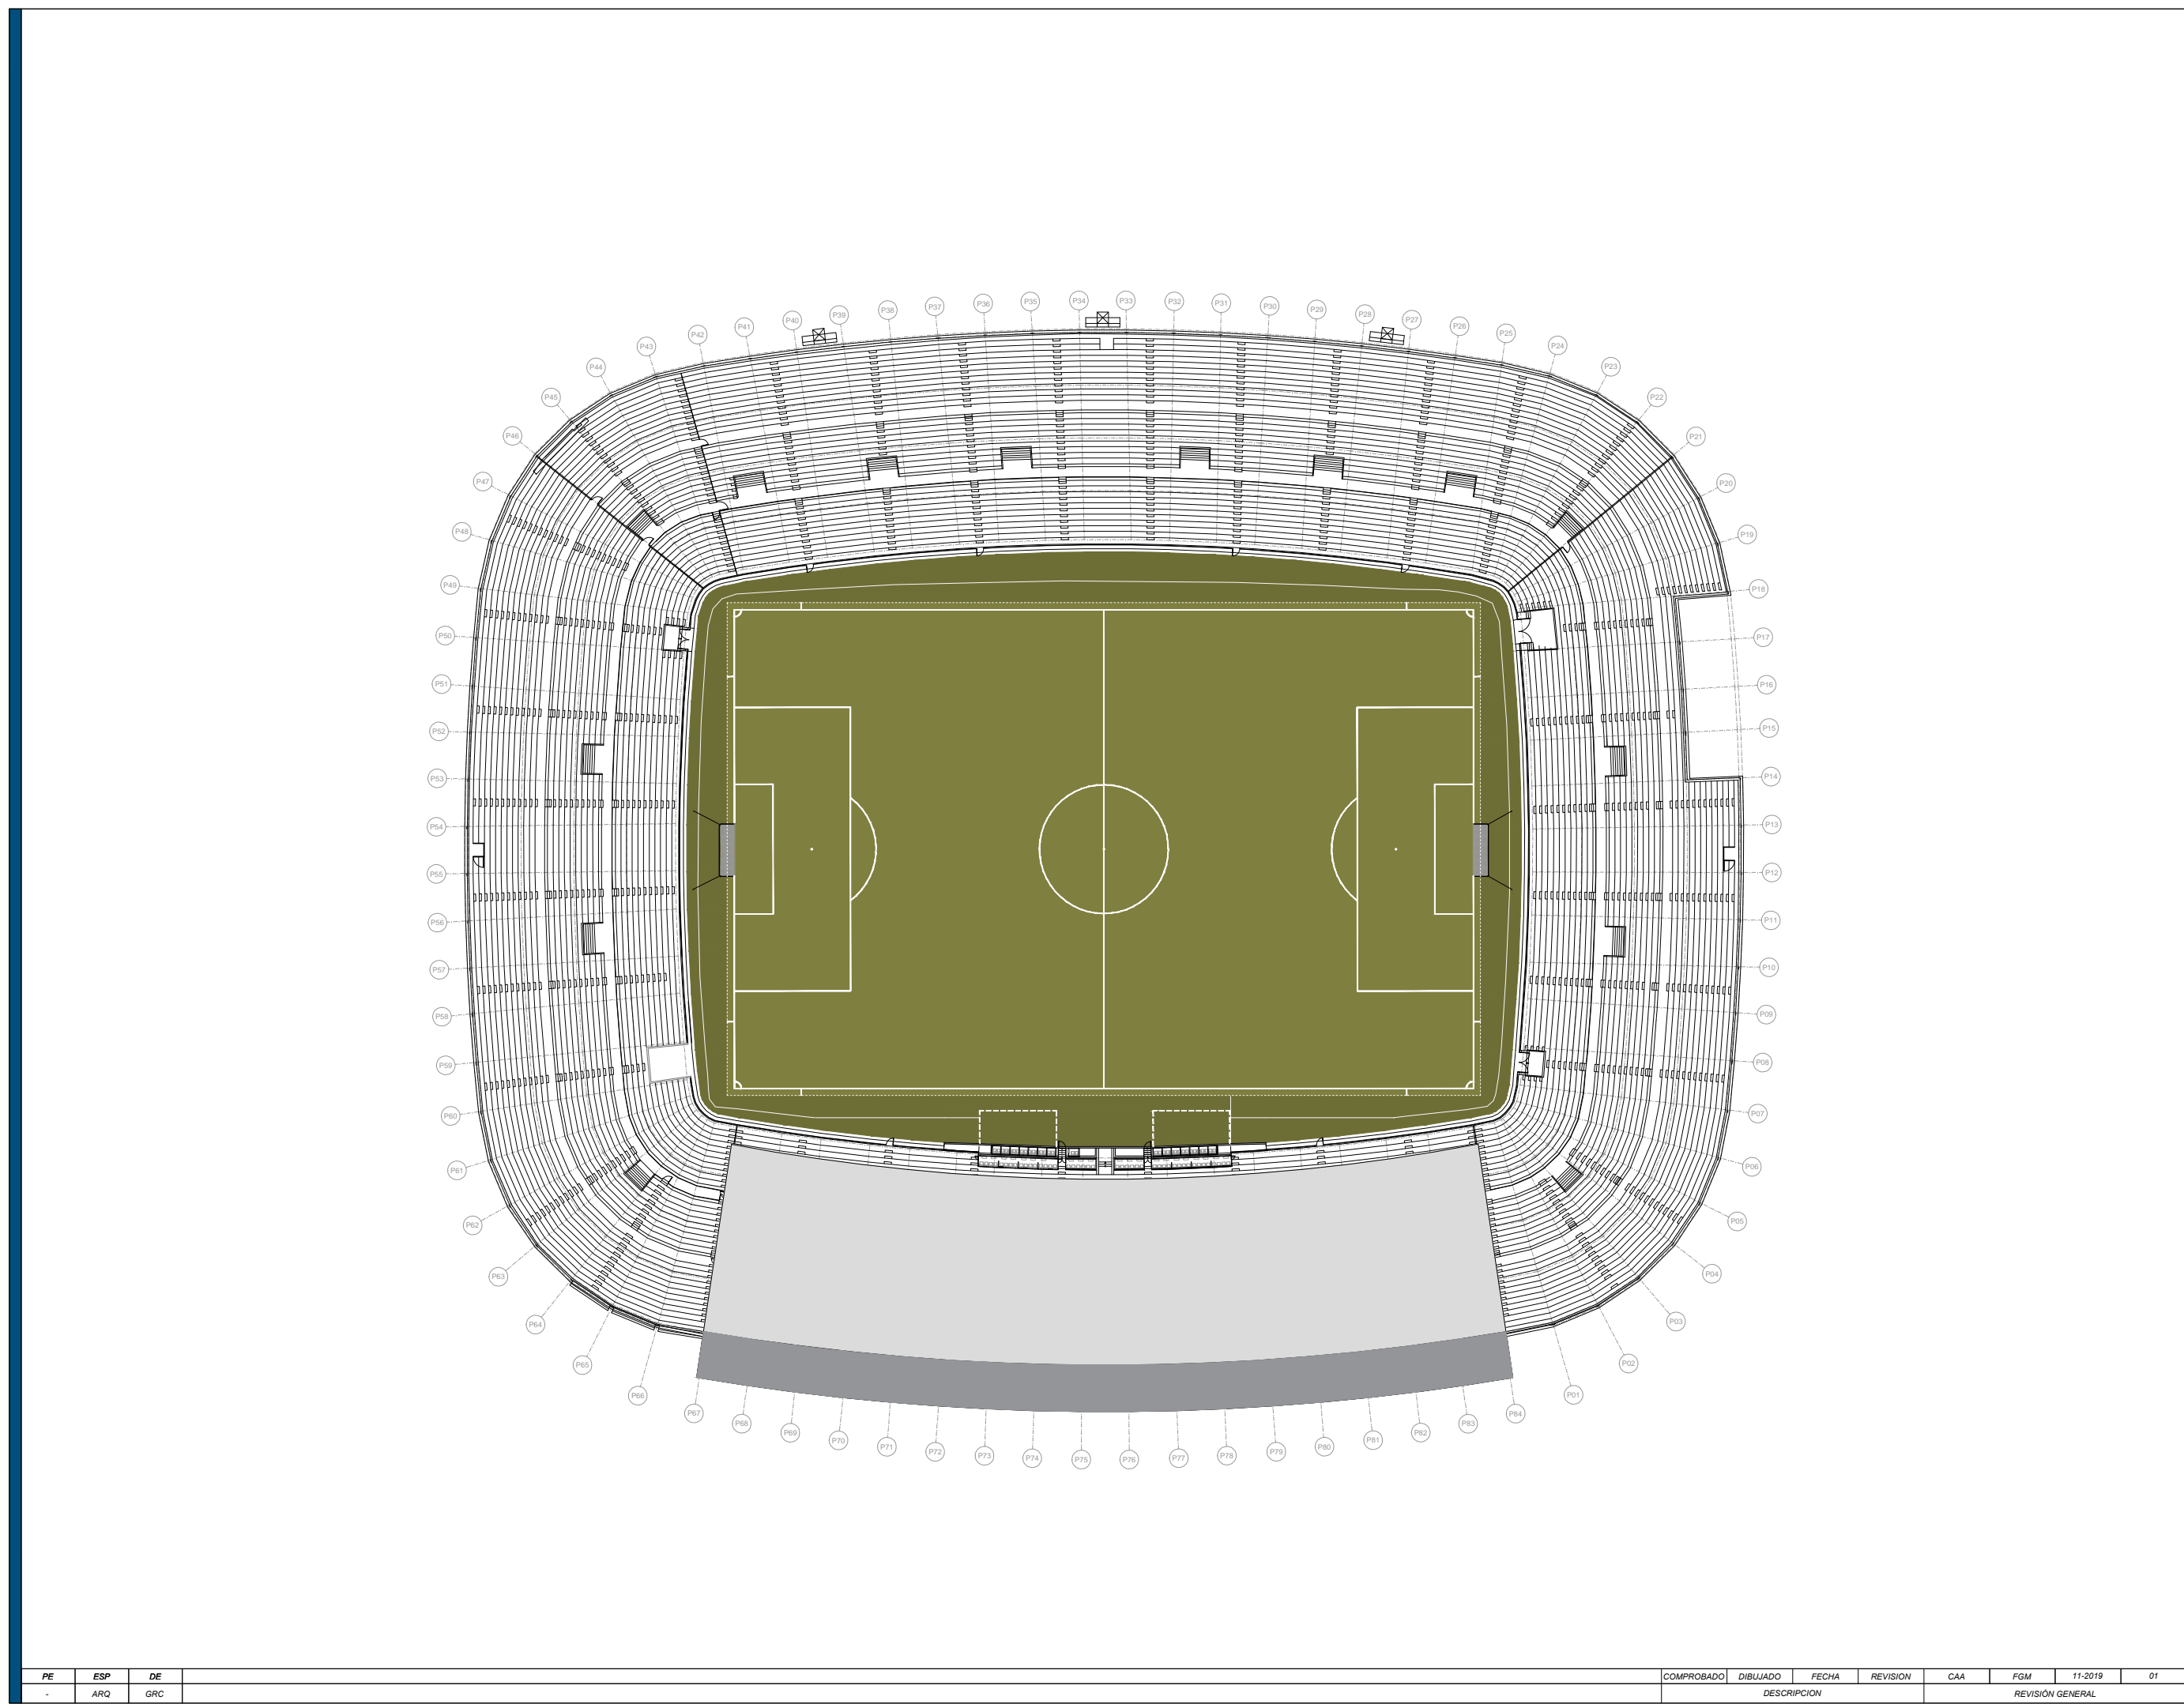 P34 P33
P36 P35 P32 P31
P38 P37 P30 P29
P40 P39 P28 P27
P42 P41 P26 P25
P43 P24
P44 P23
P45 P22
P46 P21
P47 P20
P48 P19
P49 P18
P50 P17
P51 P16
P52 P15
P53 P14
P54 P13
P55 P12
P56 P11
P57 P10
P58 P09
P59 P08
P60 P07
P61 P06
P62 P05
P63 P04
P64 P03
P65 P02
P66 P01
P67 P84
P68 P83
P69 P82
P70 P81
P71 P80
P72 P79
P73 P78
P74 P77
P75 P76
PE ESP DE COMPROBADO DIBUJADO FECHA REVISION CAA FGM 11-2019 01
- ARQ GRC DESCRIPCION REVISIÓN GENERAL